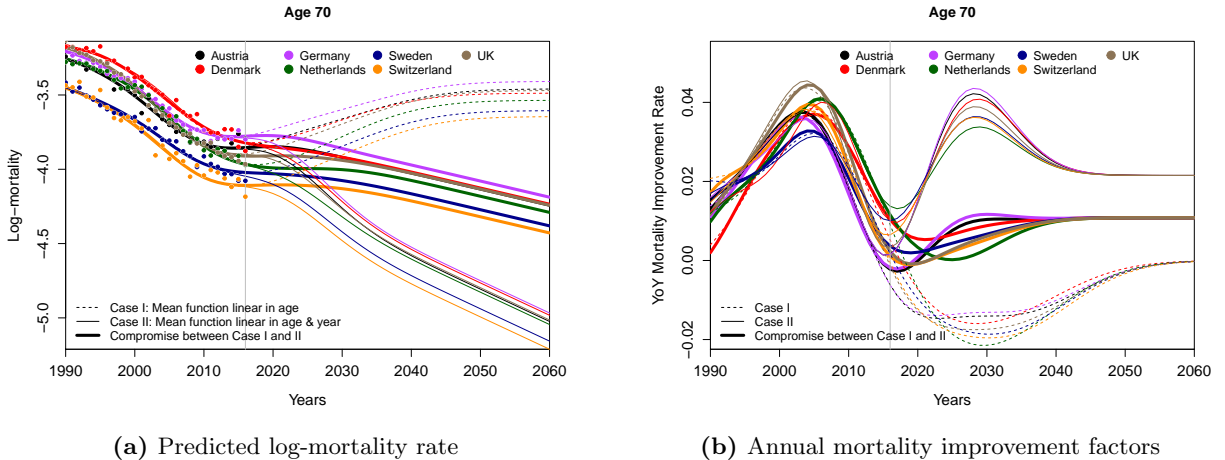 Age 70
Log−mortality
−3.5
−4.0
−4.5
−5.0
Austria
Denmark
Germany
Netherlands
Sweden
Switzerland
UK
Case I: Mean function linear in age
Case II: Mean function linear in age & year
Compromise between Case I and II
1990 2000 2010 2020 2030 2040 2050 2060
Years
(a) Predicted log-mortality rate
Age 70
YoY Mortality Improvement Rate
0.04
0.02
0.00
−0.02
Austria
Denmark
Germany
Netherlands
Sweden
Switzerland
UK
Case I
Case II
Compromise between Case I and II
1990 2000 2010 2020 2030 2040 2050 2060
Years
(b) Annual mortality improvement factors